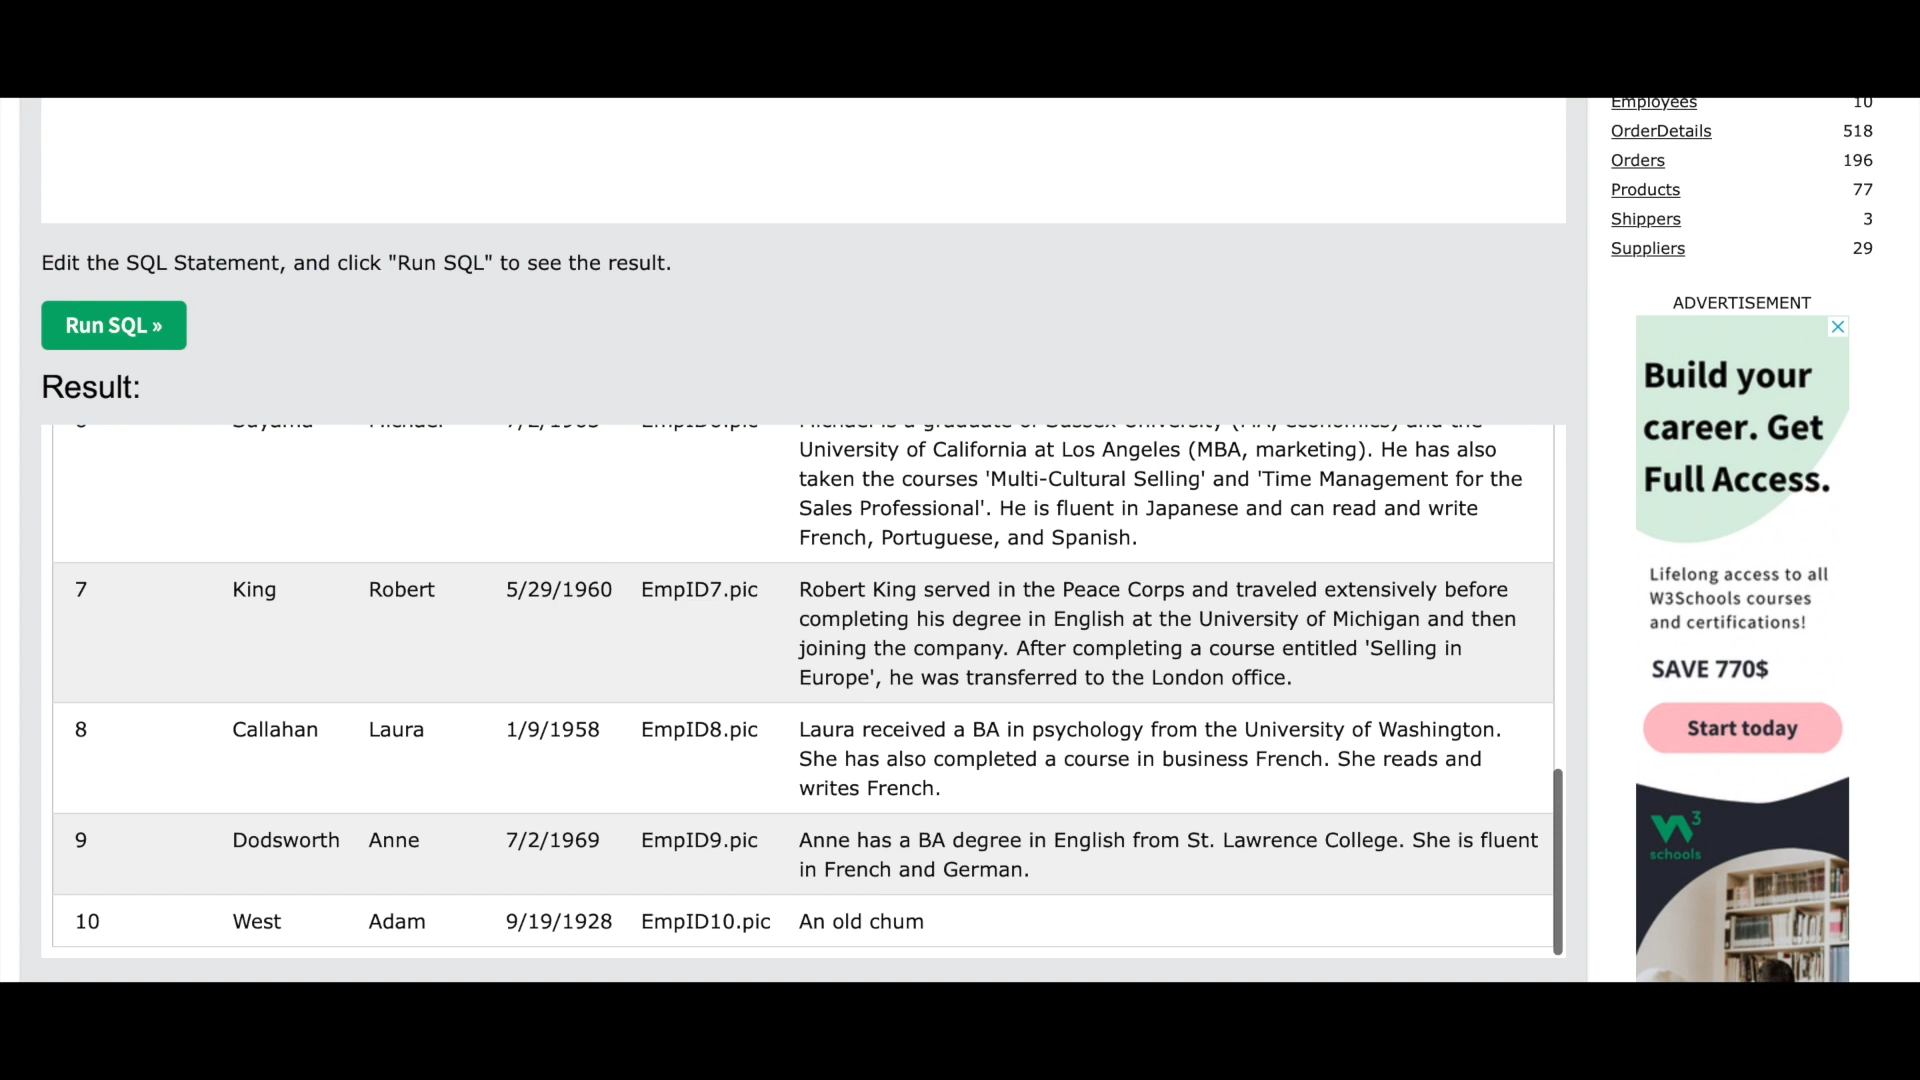 Employees 10
OrderDetails 518
Orders 196
Products 77
Shippers 3
Suppliers 29
Edit the SQL Statement, and click "Run SQL" to see the result.
Run SQL »
Result:
University of California at Los Angeles (MBA, marketing). He has also
taken the courses 'Multi-Cultural Selling' and 'Time Management for the
Sales Professional'. He is fluent in Japanese and can read and write
French, Portuguese, and Spanish.
7 King Robert 5/29/1960 EmpID7.pic Robert King served in the Peace Corps and traveled extensively before
completing his degree in English at the University of Michigan and then
joining the company. After completing a course entitled 'Selling in
Europe', he was transferred to the London office.
8 Callahan Laura 1/9/1958 EmpID8.pic Laura received a BA in psychology from the University of Washington.
She has also completed a course in business French. She reads and
writes French.
9 Dodsworth Anne 7/2/1969 EmpID9.pic Anne has a BA degree in English from St. Lawrence College. She is fluent
in French and German.
10 West Adam 9/19/1928 EmpID10.pic An old chum
ADVERTISEMENT
Build your
career. Get
Full Access.
Lifelong access to all
W3Schools courses
and certifications!
SAVE 770$
Start today
W3
schools